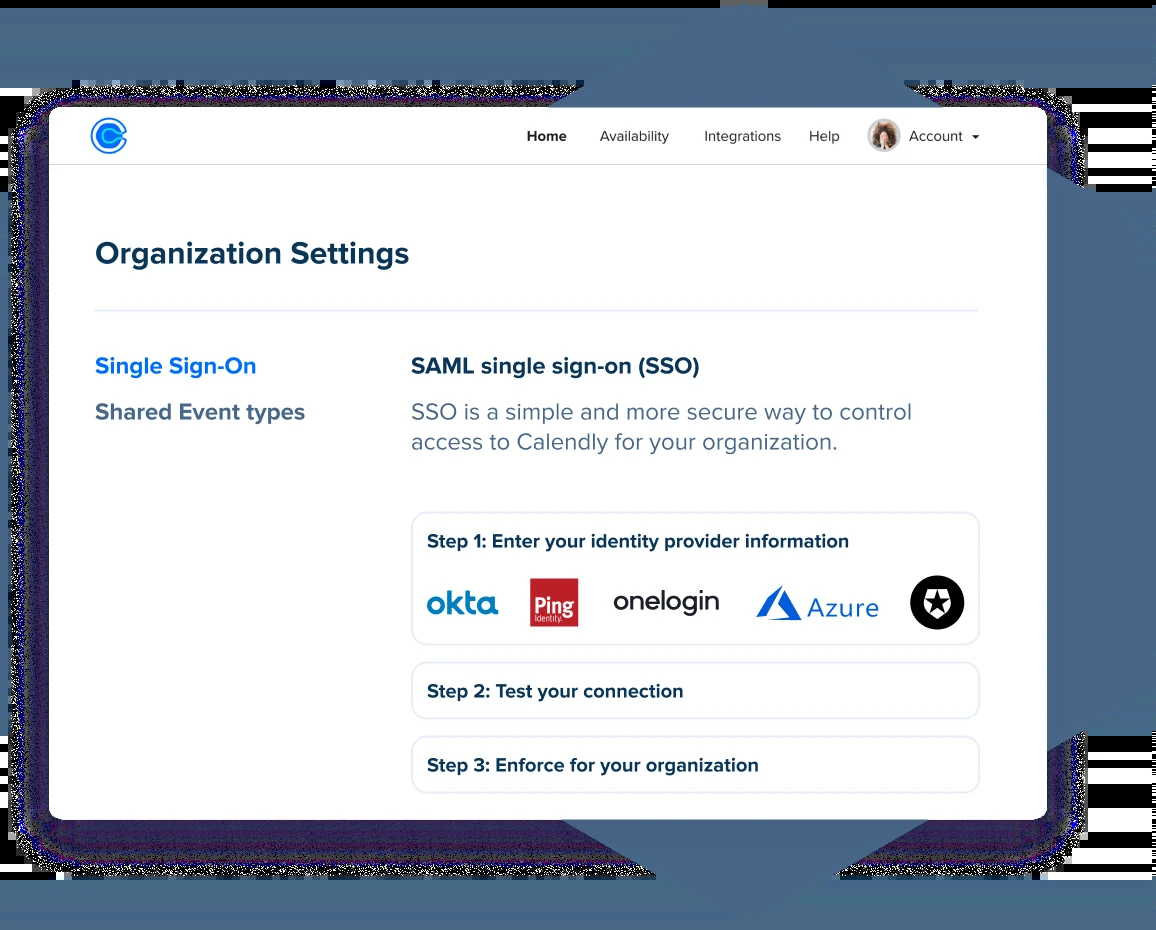 Home Availability Integrations Help Account
Organization Settings
Single Sign-On
Shared Event types
SAML single sign-on (SSO)
SSO is a simple and more secure way to control
access to Calendly for your organization.
Step 1: Enter your identity provider information
okta
Ping
Identity.
onelogin
Azure
Step 2: Test your connection
Step 3: Enforce for your organization